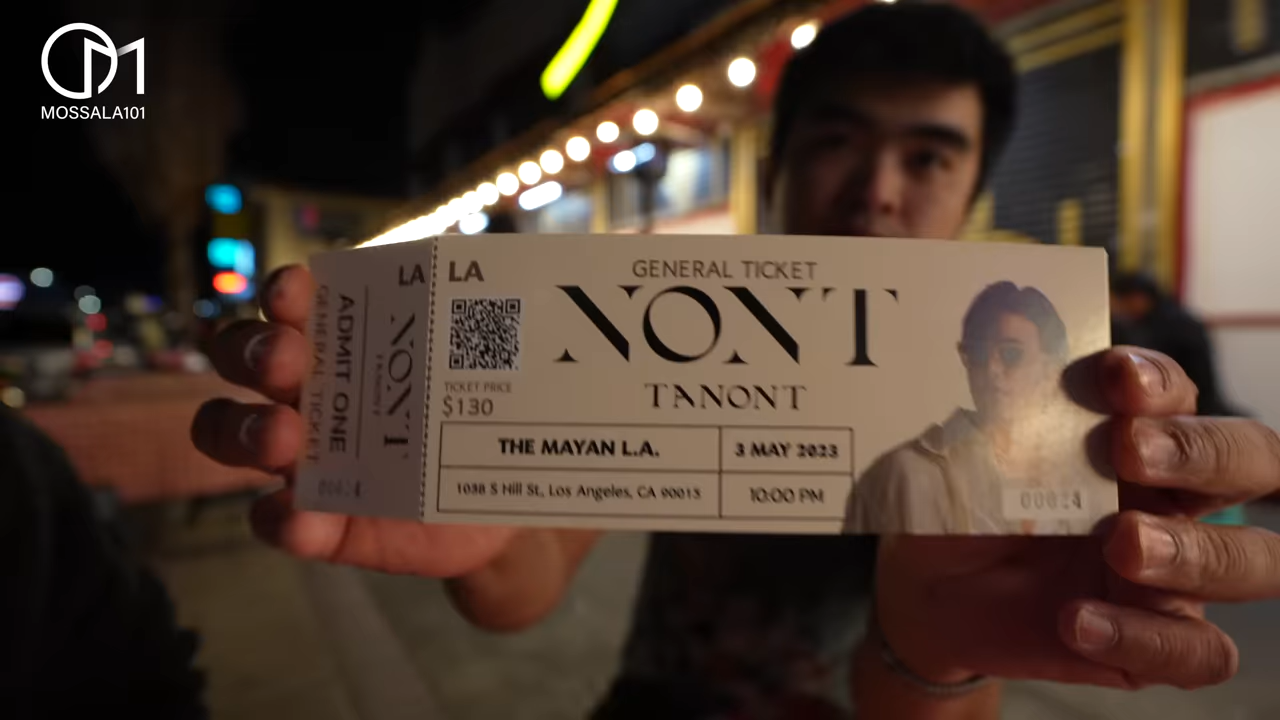 MOSSALA101
LA
ADMIT ONE
GENERAL TICKET
NONT
TANONT
LA
GENERAL TICKET
NONT
TANONT
TICKET PRICE
$130
THE MAYAN L.A.
3 MAY 2023
1038 S Hill St, Los Angeles, CA 90015
10:00 PM